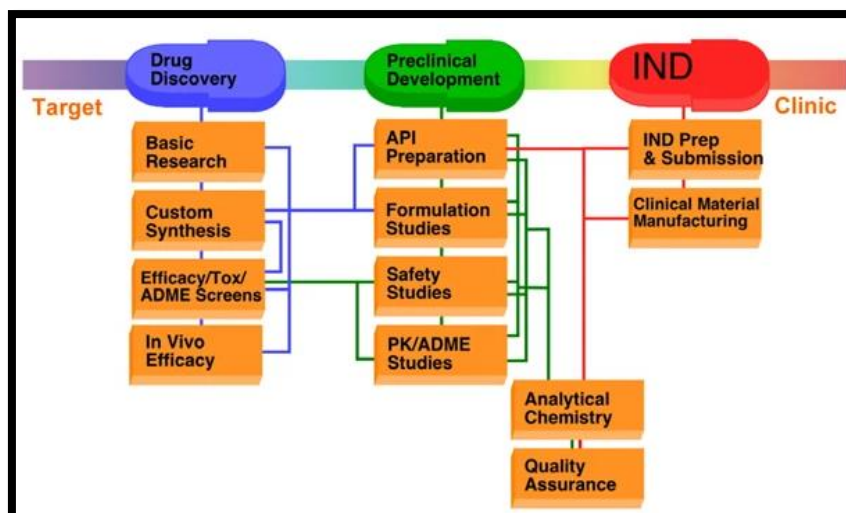 Drug
Discovery
Preclinical
Development
IND
Target
Clinic
Basic
Research
Custom
Synthesis
Efficacy/Tox/
ADME Screens
In Vivo
Efficacy
API
Preparation
Formulation
Studies
Safety
Studies
PK/ADME
Studies
IND Prep
& Submission
Clinical Material
Manufacturing
Analytical
Chemistry
Quality
Assurance